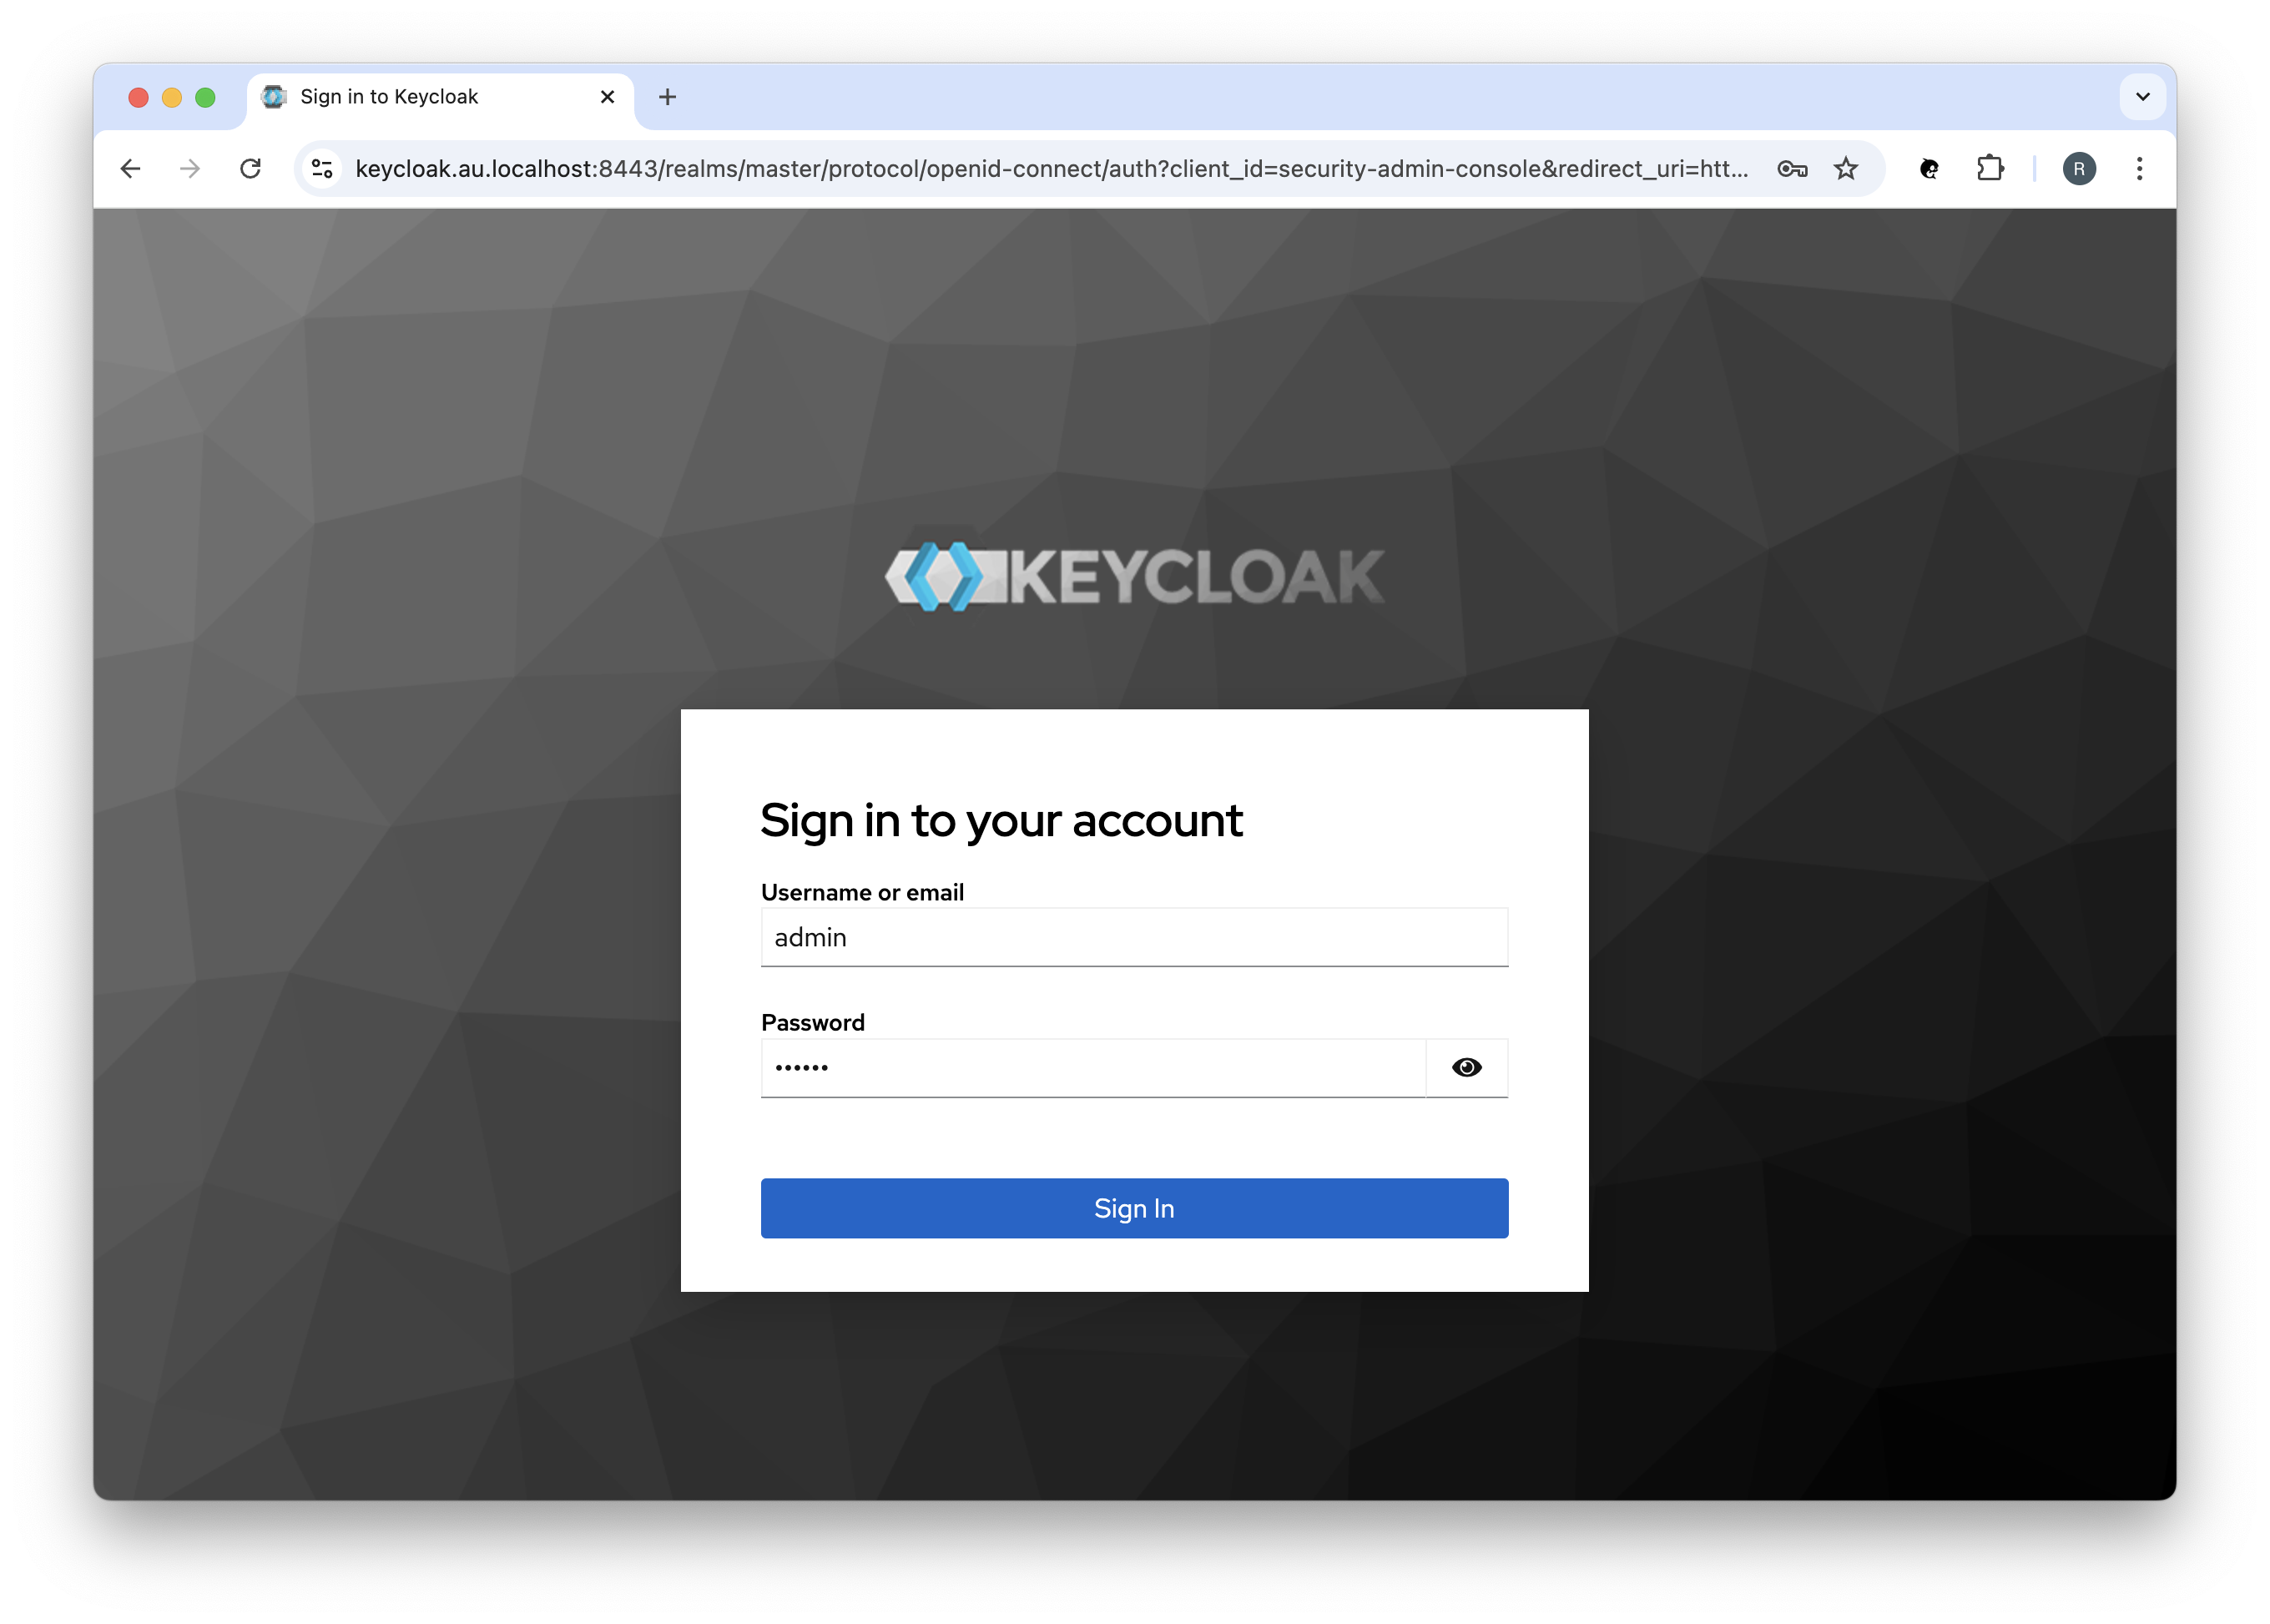 Sign in to Keycloak
keycloak.au.localhost:8443/realms/master/protocol/openid-connect/auth?client_id=security-admin-console&redirect_uri=htt...
R
KEYCLOAK
Sign in to your account
Username or email
admin
Password
••••••
Sign In